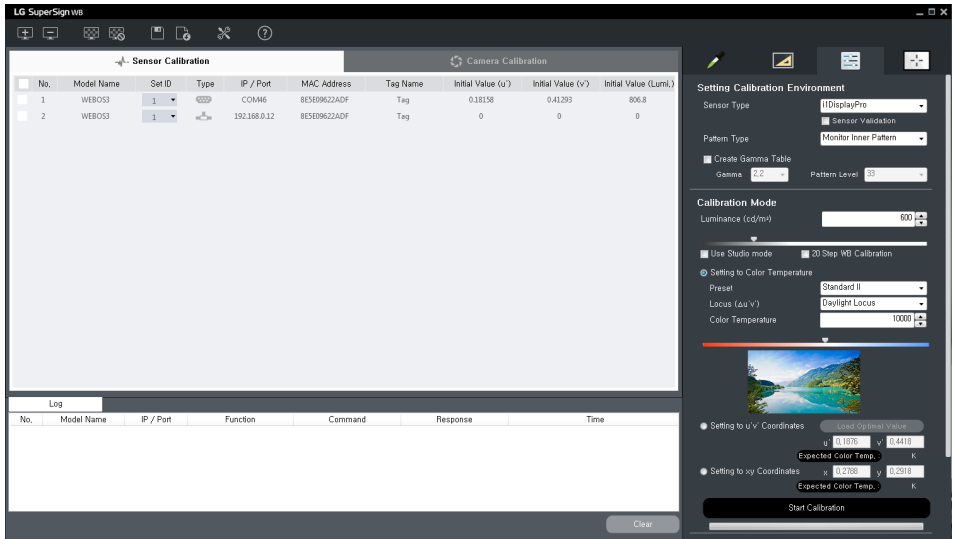 LG SuperSign WB
Sensor Calibration
Camera Calibration
No. Model Name Set ID Type IP / Port MAC Address Tag Name Initial Value (u') Initial Value (v') Initial Value (Lumi.)
1 WEBOS3 1 COM46 8E5E09622ADF Tag 0.18158 0.41293 806.8
2 WEBOS3 1 192.168.0.12 8E5E09622ADF Tag 0 0 0
Log
No. Model Name IP / Port Function Command Response Time
Clear
Setting Calibration Environment
Sensor Type i1DisplayPro
Sensor Validation
Pattern Type Monitor Inner Pattern
Create Gamma Table
Gamma 2.2 Pattern Level 33
Calibration Mode
Luminance (cd/m²) 600
Use Studio mode 20 Step WB Calibration
Setting to Color Temperature
Preset Standard II
Locus (Δu'v') Daylight Locus
Color Temperature 10000
Setting to u'v' Coordinates Load Optimal Value
u' 0,1876 v' 0,4418
Expected Color Temp. : K
Setting to xy Coordinates x 0,2788 y 0,2918
Expected Color Temp. : K
Start Calibration